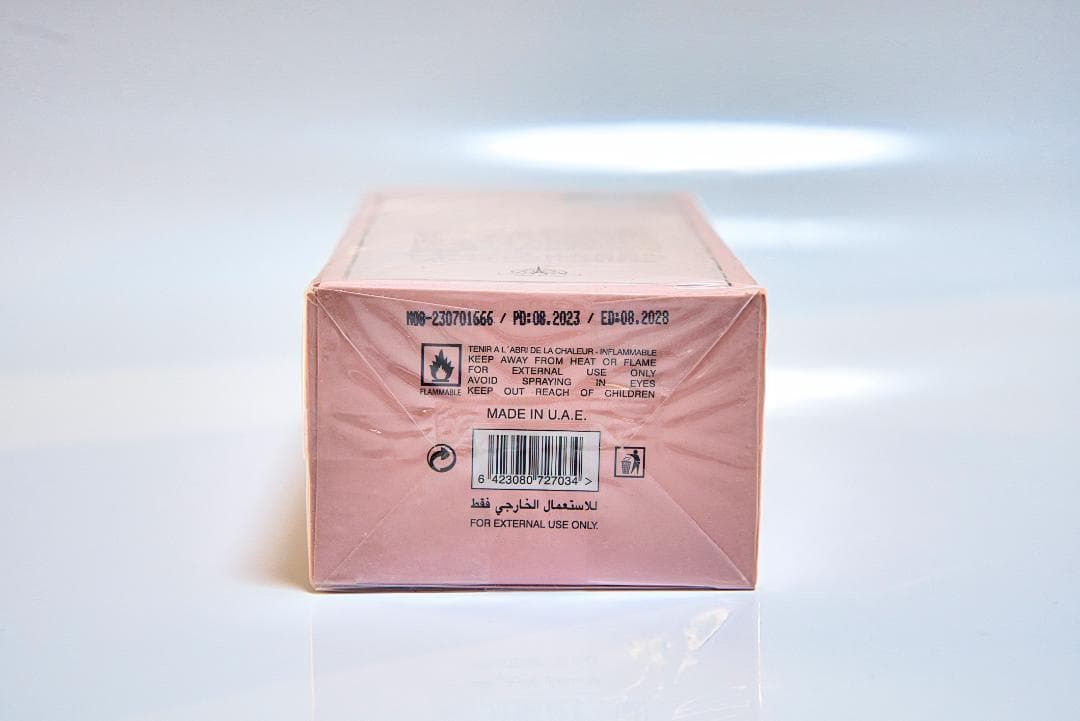 M08-230701666 / PD:08.2023 / ED:08.2028
TENIR A L'ABRI DE LA CHALEUR - INFLAMMABLE
KEEP AWAY FROM HEAT OR FLAME
FOR EXTERNAL USE ONLY
AVOID SPRAYING IN EYES
KEEP OUT REACH OF CHILDREN
FLAMMABLE
MADE IN U.A.E.
6 423080 727034 >
للاستعمال الخارجي فقط
FOR EXTERNAL USE ONLY.